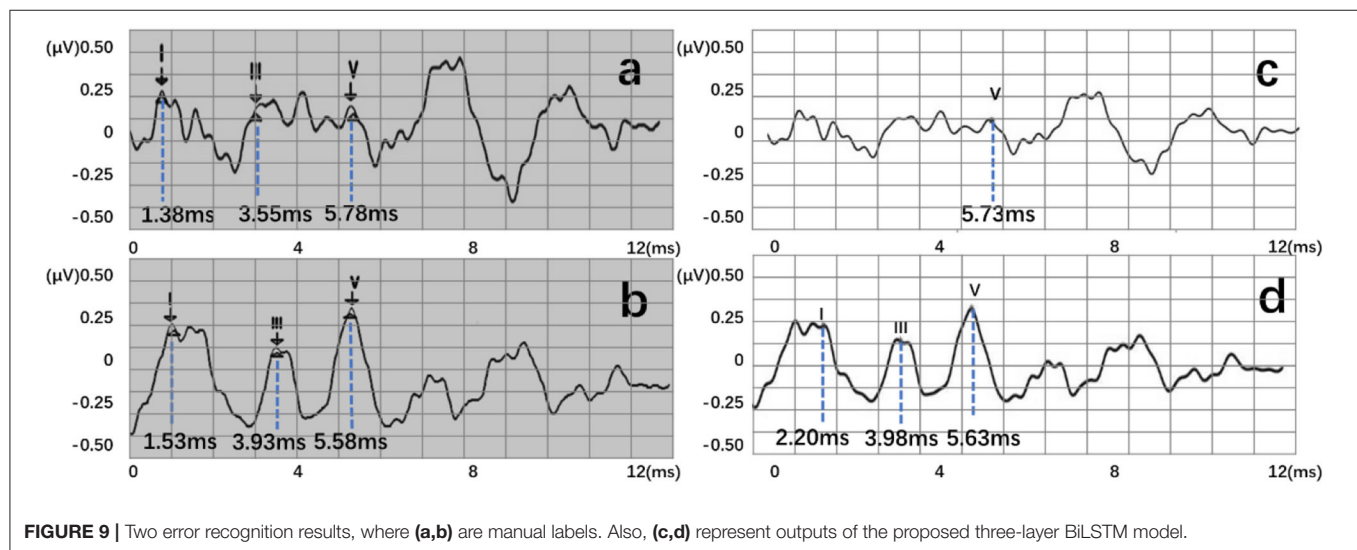 (μV)0.50
0.25
0
-0.25
-0.50
I
III
V
a
1.38ms
3.55ms
5.78ms
0
4
8
12(ms)
(μV)0.50
0.25
0
-0.25
-0.50
V
c
5.73ms
0
4
8
12(ms)
(μV)0.50
0.25
0
-0.25
-0.50
I
III
V
b
1.53ms
3.93ms
5.58ms
0
4
8
12(ms)
(μV)0.50
0.25
0
-0.25
-0.50
I
III
V
d
2.20ms
3.98ms
5.63ms
0
4
8
12(ms)
FIGURE 9 | Two error recognition results, where (a,b) are manual labels. Also, (c,d) represent outputs of the proposed three-layer BiLSTM model.